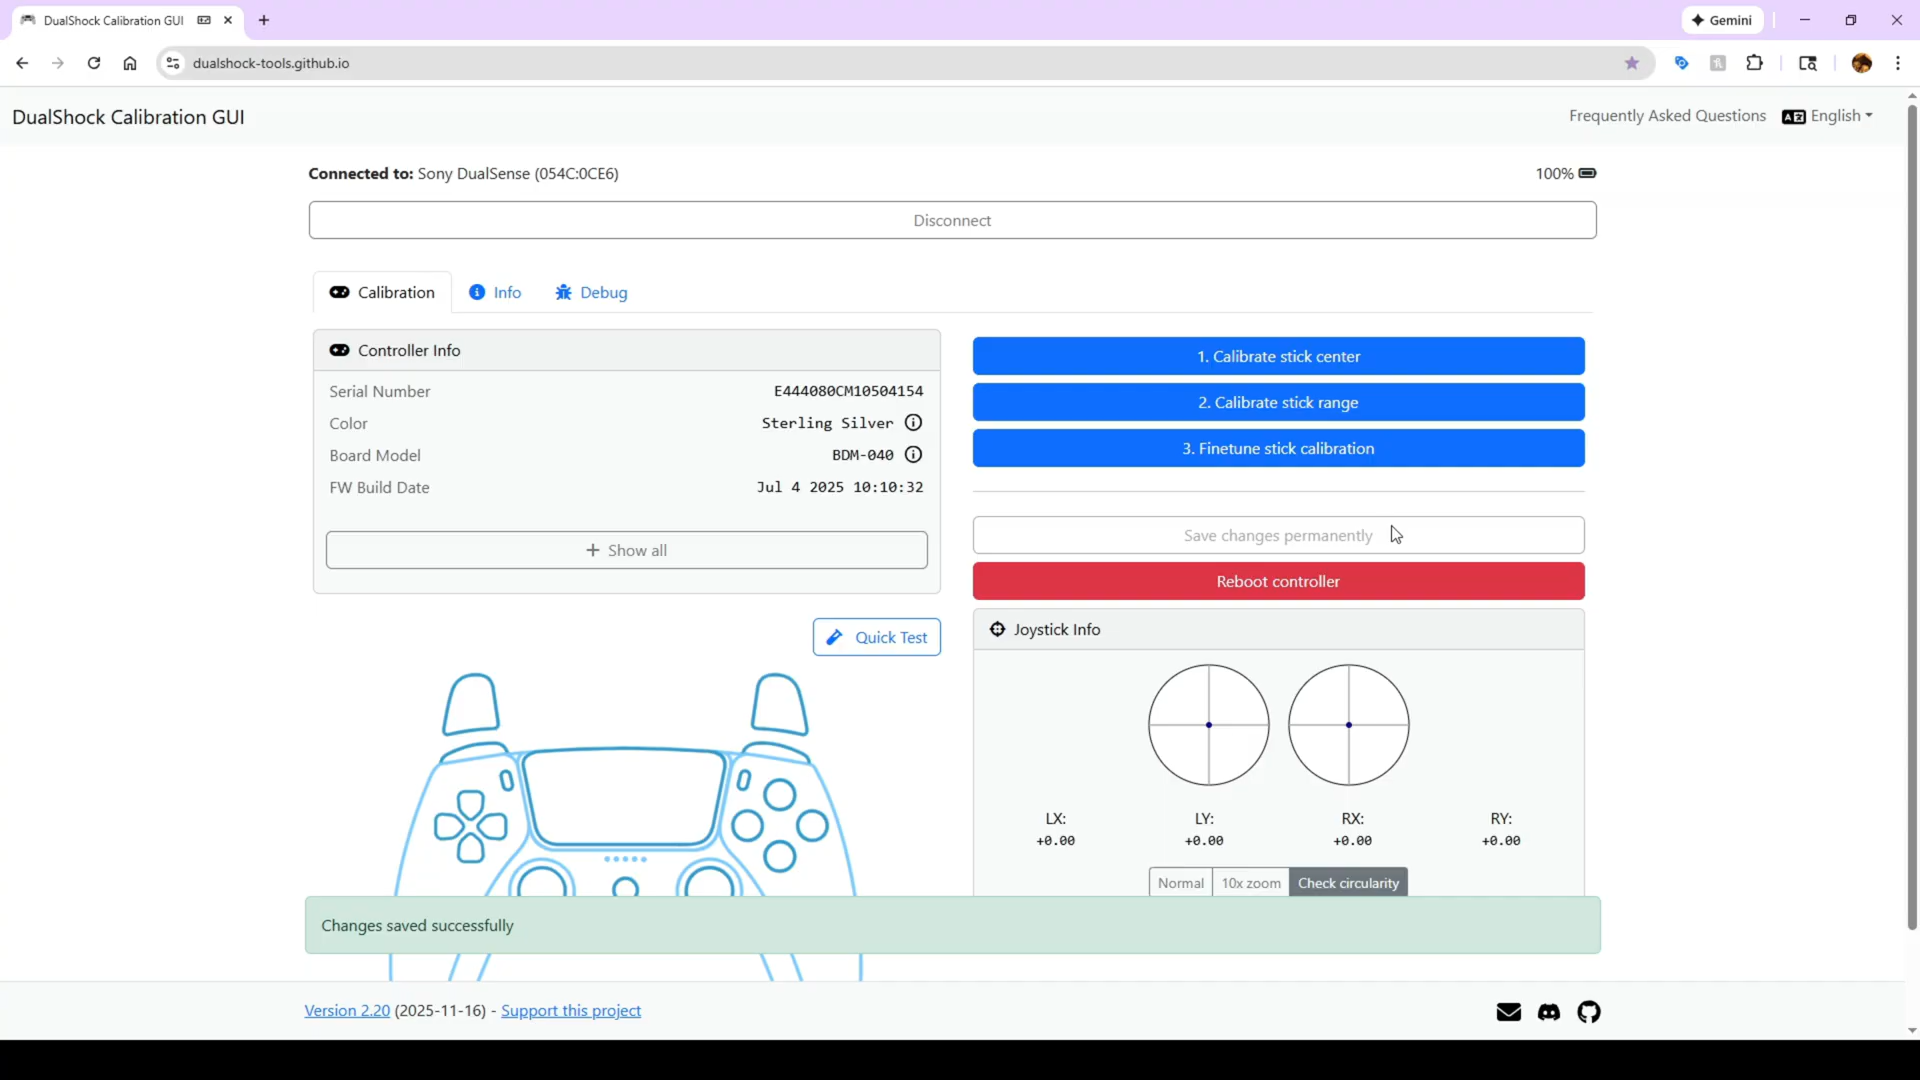 DualShock Calibration GUI
Gemini
dualshock-tools.github.io
DualShock Calibration GUI
Frequently Asked Questions
English
Connected to: Sony DualSense (054C:0CE6)
100%
Disconnect
Calibration
Info
Debug
Controller Info
Serial Number
E444080CM10504154
Color
Sterling Silver
Board Model
BDM-040
FW Build Date
Jul 4 2025 10:10:32
+ Show all
1. Calibrate stick center
2. Calibrate stick range
3. Finetune stick calibration
Save changes permanently
Reboot controller
Quick Test
Joystick Info
LX: LY: RX: RY:
+0.00 +0.00 +0.00 +0.00
Normal 10x zoom Check circularity
Changes saved successfully
Version 2.20 (2025-11-16) - Support this project